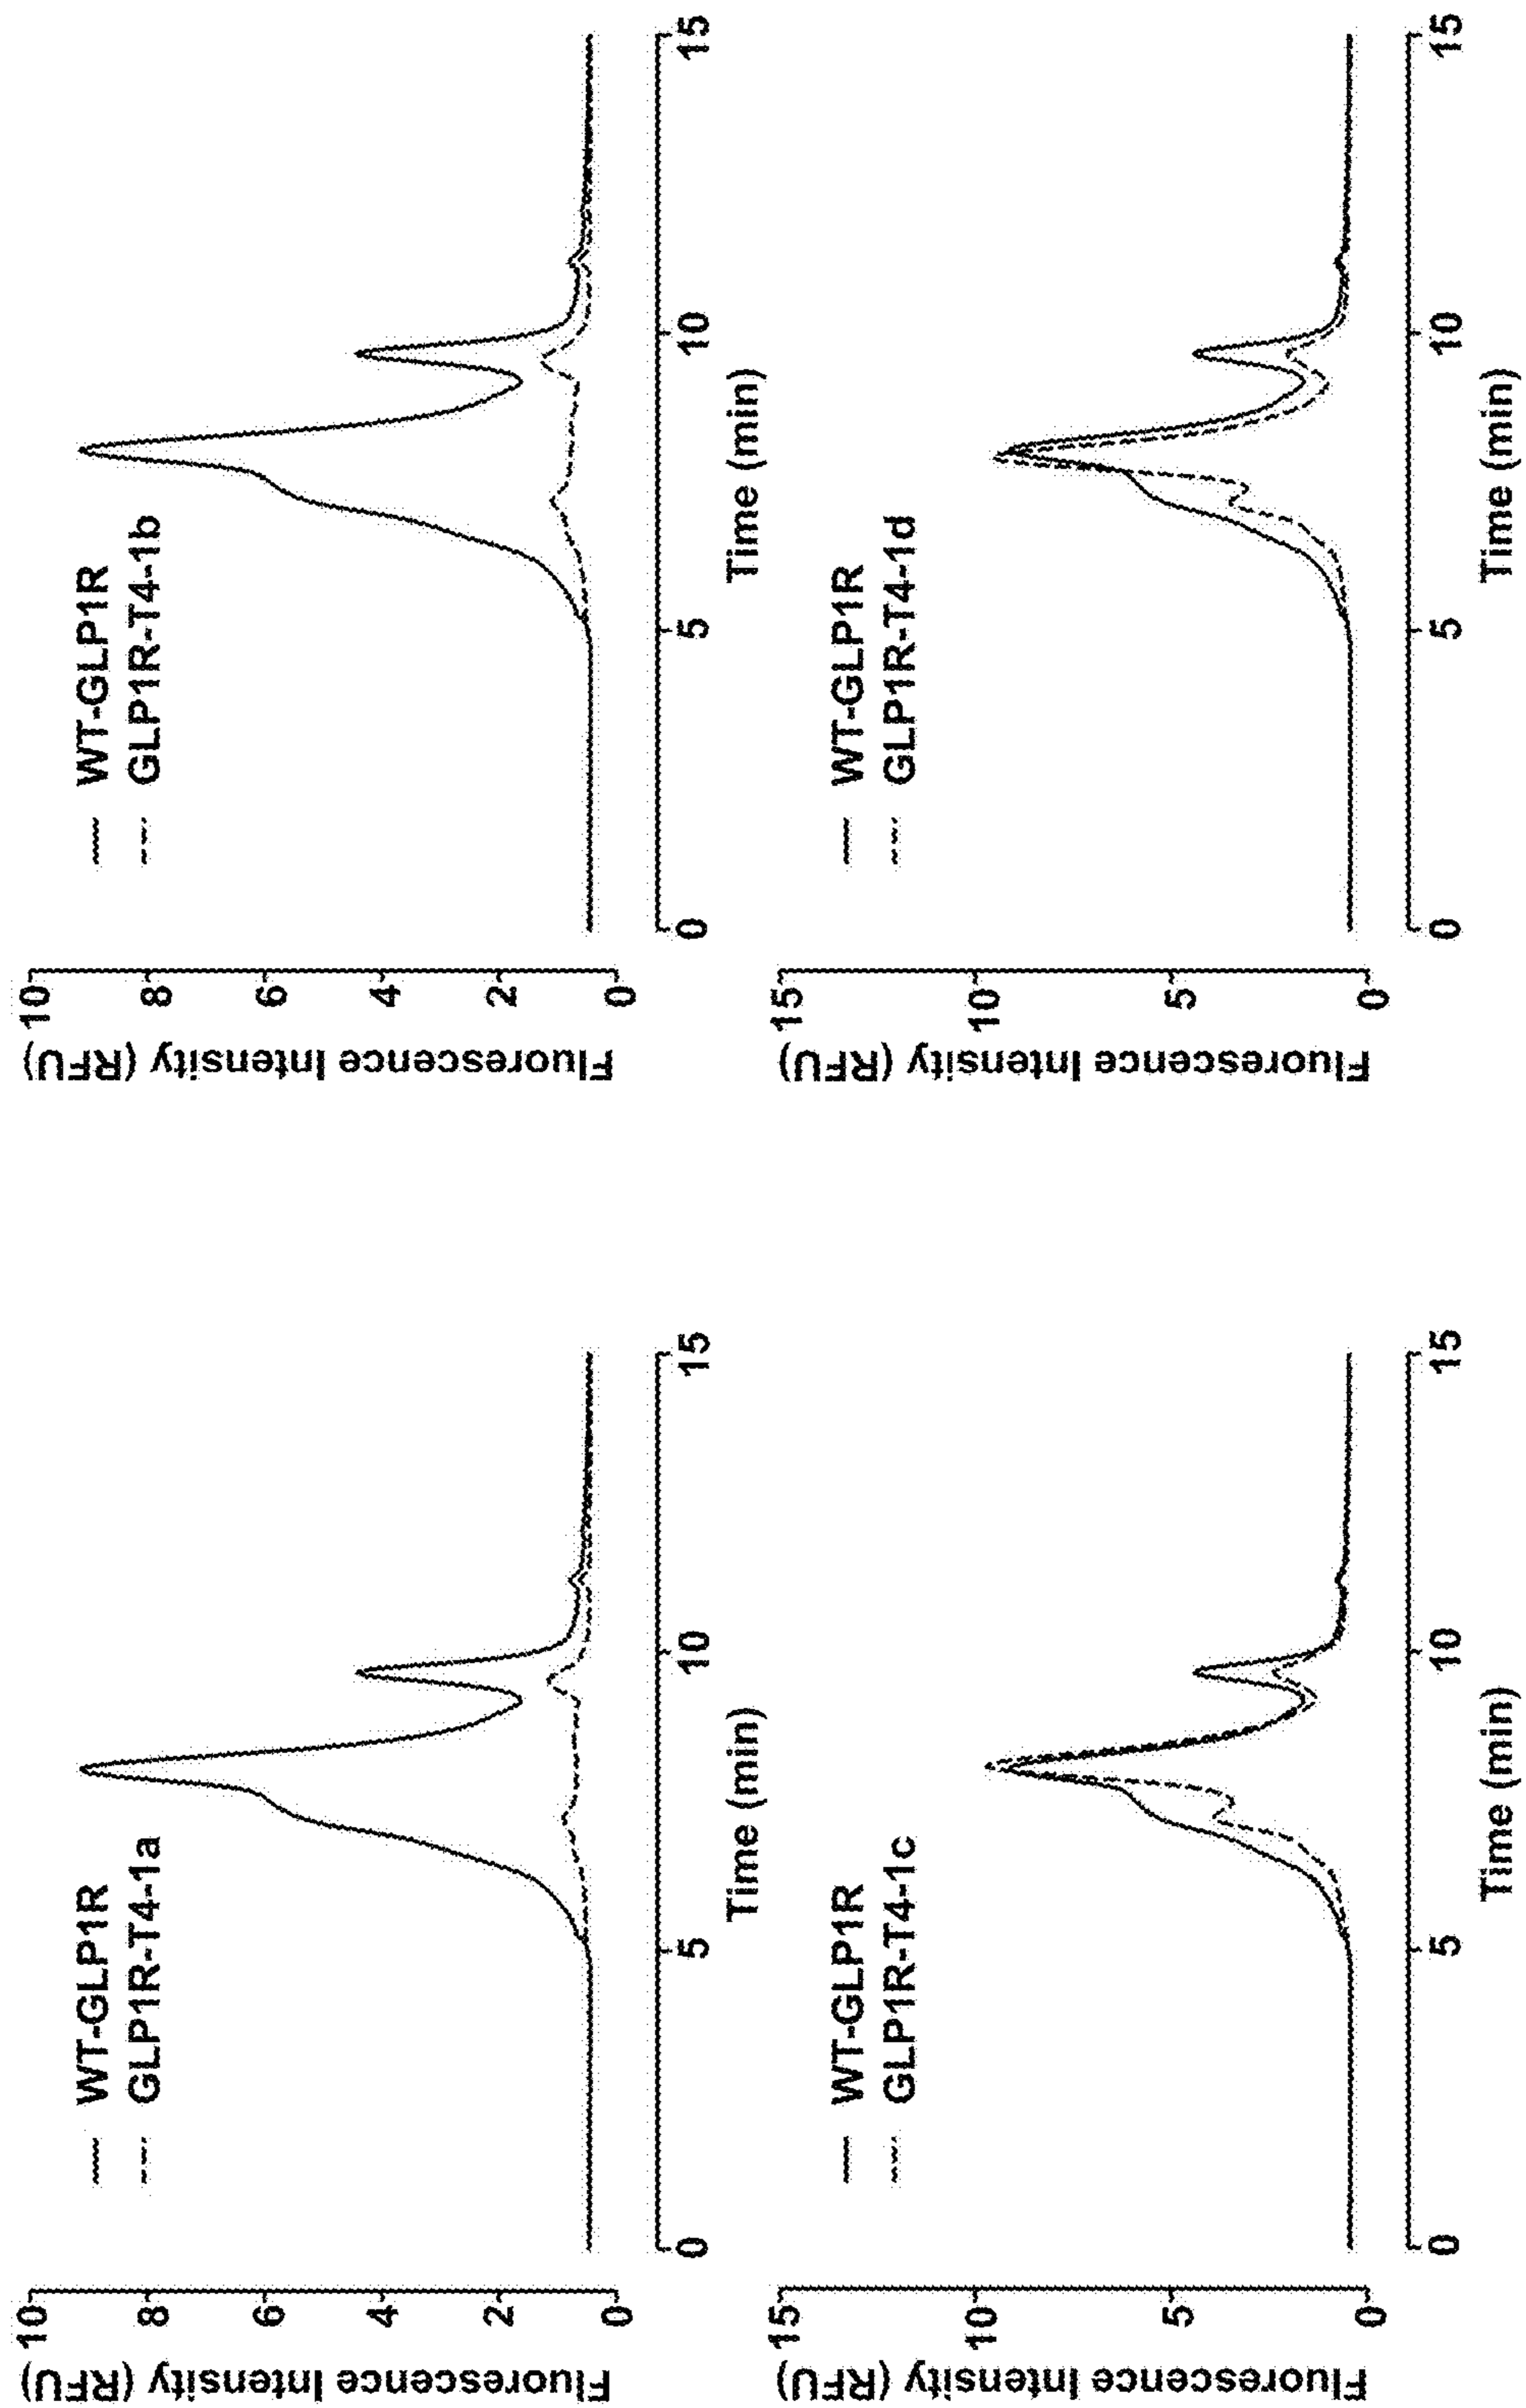 Fluorescence Intensity (RFU)
10
8
6
4
2
0
WT-GLP1R
GLP1R-T4-1a
0
5
10
15
Time (min)
Fluorescence Intensity (RFU)
10
8
6
4
2
0
WT-GLP1R
GLP1R-T4-1b
0
5
10
15
Time (min)
Fluorescence Intensity (RFU)
15
10
5
0
WT-GLP1R
GLP1R-T4-1c
0
5
10
15
Time (min)
Fluorescence Intensity (RFU)
15
10
5
0
WT-GLP1R
GLP1R-T4-1d
0
5
10
15
Time (min)